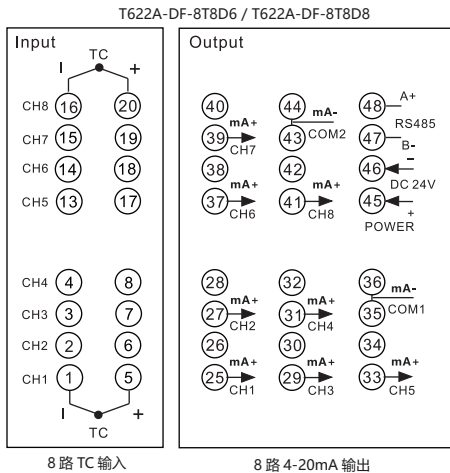 T622A-DF-8T8D6 / T622A-DF-8T8D8
Input
TC
I +
CH8 16 20
CH7 15 19
CH6 14 18
CH5 13 17
CH4 4 8
CH3 3 7
CH2 2 6
CH1 1 5
I +
TC
8 路 TC 输入
Output
40 44 mA- 48 A+
mA+ RS485
39 CH7 43 COM2 47 B-
38 42 46 −
mA+ mA+ DC 24V
37 CH6 41 CH8 45 +
POWER
28 32 36 mA-
mA+ mA+ COM1
27 CH2 31 CH4 35
26 30 34
mA+ mA+ mA+
25 CH1 29 CH3 33 CH5
8 路 4-20mA 输出